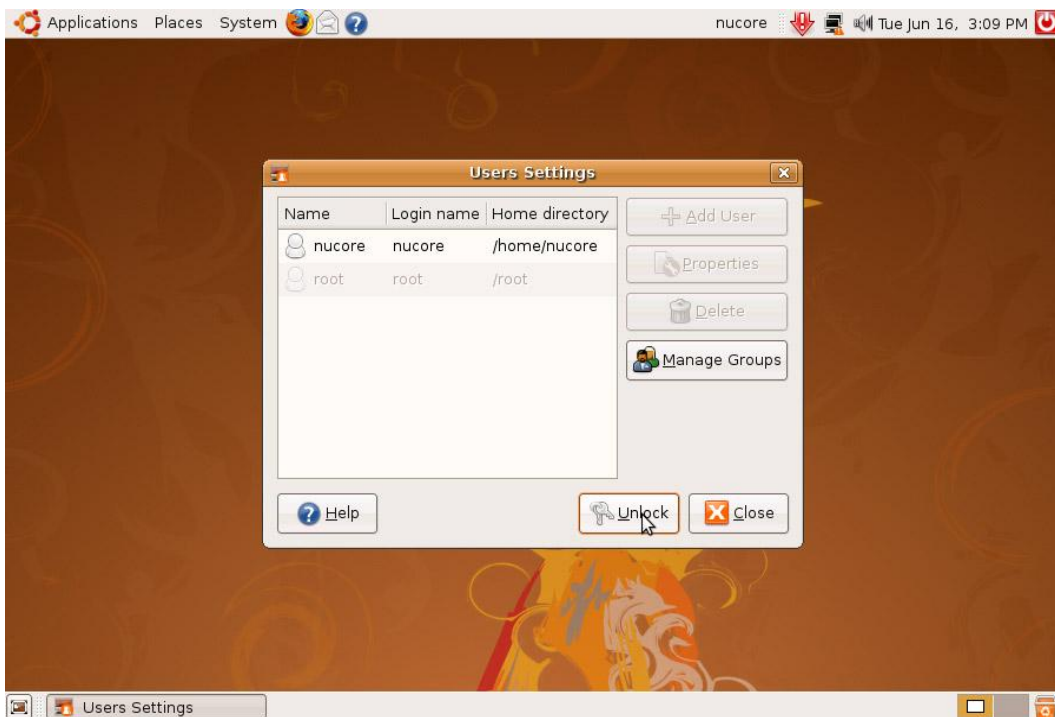 Applications Places System nucore Tue Jun 16, 3:09 PM
Users Settings
Name Login name Home directory
nucore nucore /home/nucore
root root /root
Add User
Properties
Delete
Manage Groups
Help Unlock Close
Users Settings